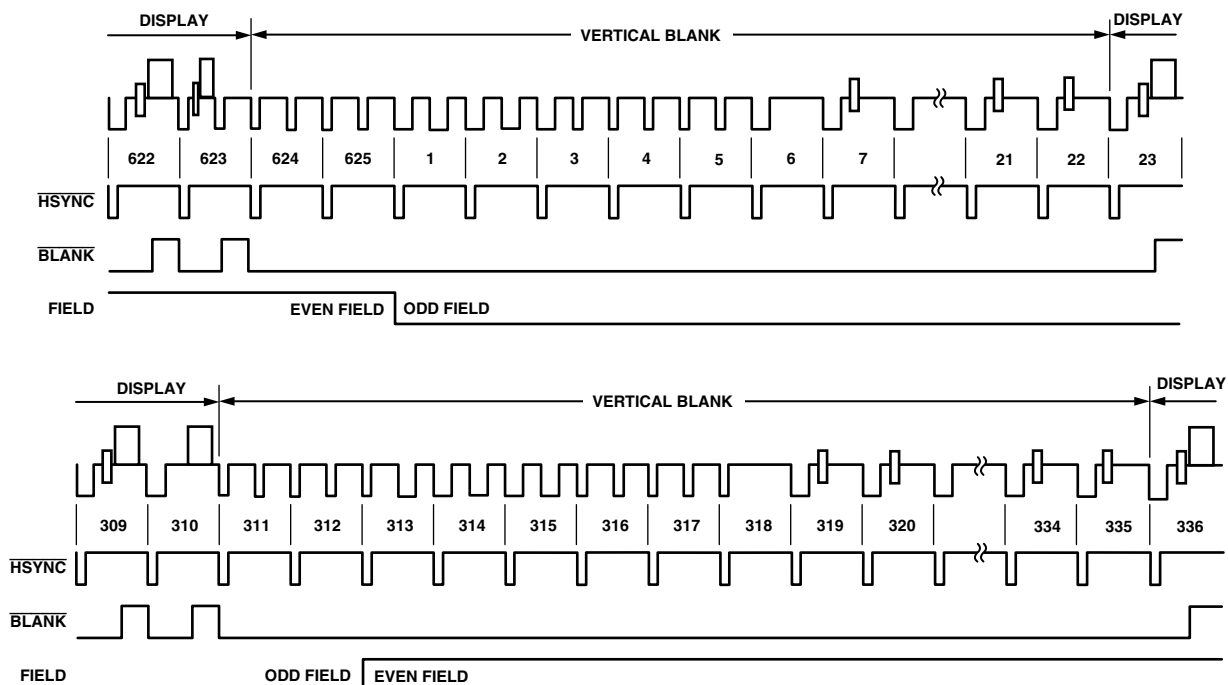 DISPLAY VERTICAL BLANK DISPLAY
622 623 624 625 1 2 3 4 5 6 7 21 22 23
HSYNC
BLANK
FIELD EVEN FIELD ODD FIELD
DISPLAY VERTICAL BLANK DISPLAY
309 310 311 312 313 314 315 316 317 318 319 320 334 335 336
HSYNC
BLANK
FIELD ODD FIELD EVEN FIELD